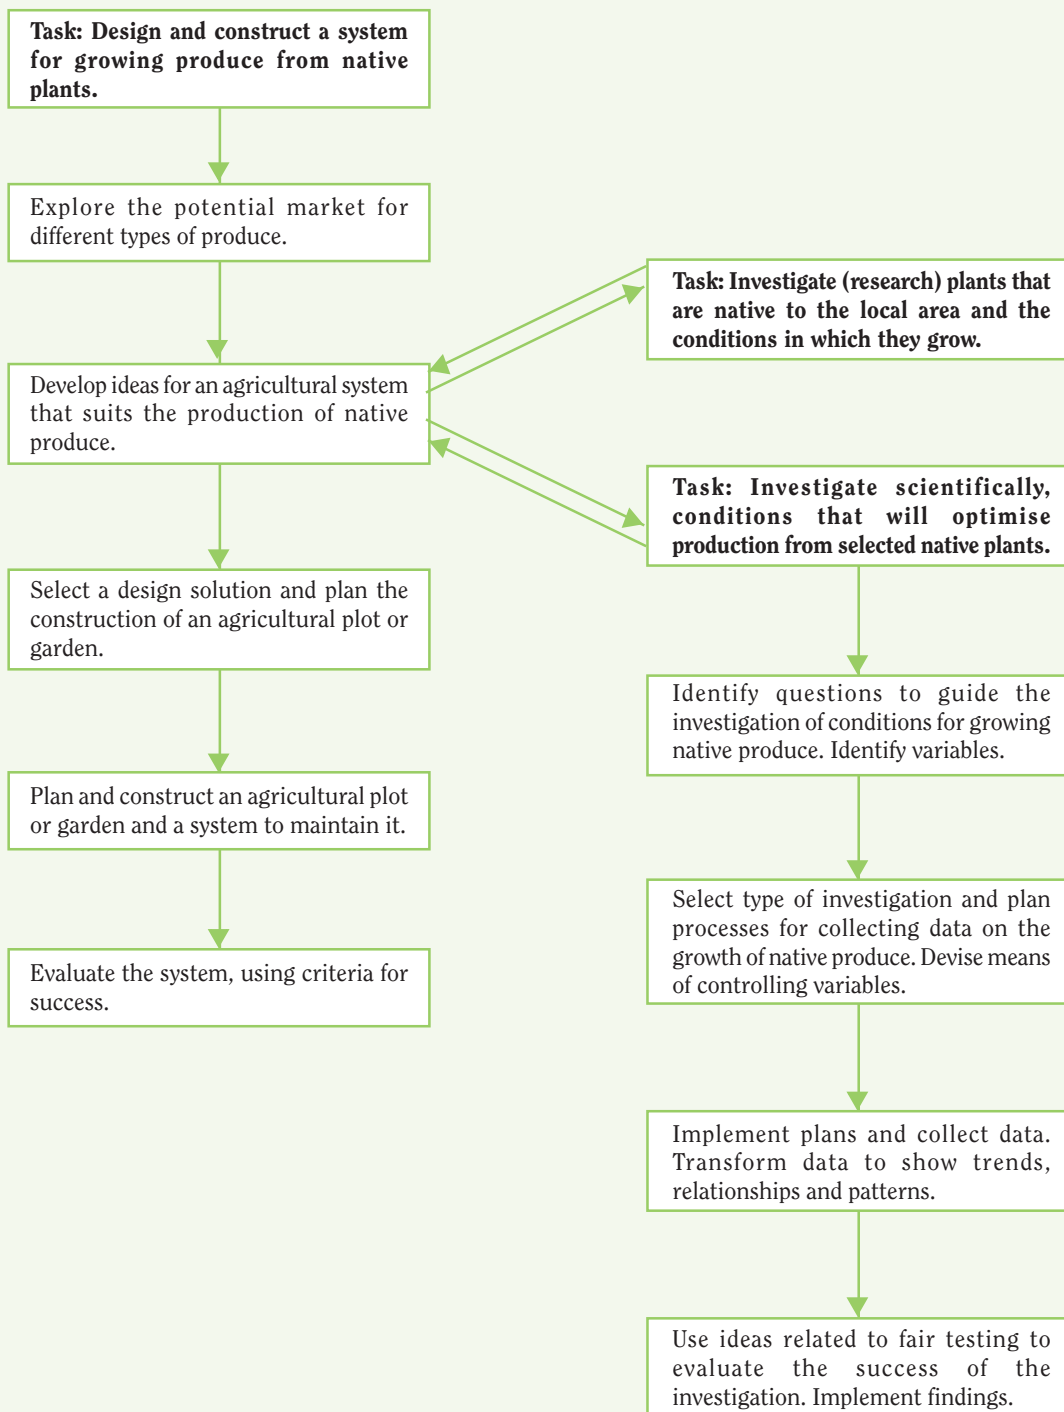 Task: Design and construct a system
for growing produce from native
plants.
Explore the potential market for
different types of produce.
Develop ideas for an agricultural system
that suits the production of native
produce.
Select a design solution and plan the
construction of an agricultural plot or
garden.
Plan and construct an agricultural plot
or garden and a system to maintain it.
Evaluate the system, using criteria for
success.
Task: Investigate (research) plants that
are native to the local area and the
conditions in which they grow.
Task: Investigate scientifically,
conditions that will optimise
production from selected native plants.
Identify questions to guide the
investigation of conditions for growing
native produce. Identify variables.
Select type of investigation and plan
processes for collecting data on the
growth of native produce. Devise means
of controlling variables.
Implement plans and collect data.
Transform data to show trends,
relationships and patterns.
Use ideas related to fair testing to
evaluate the success of the
investigation. Implement findings.